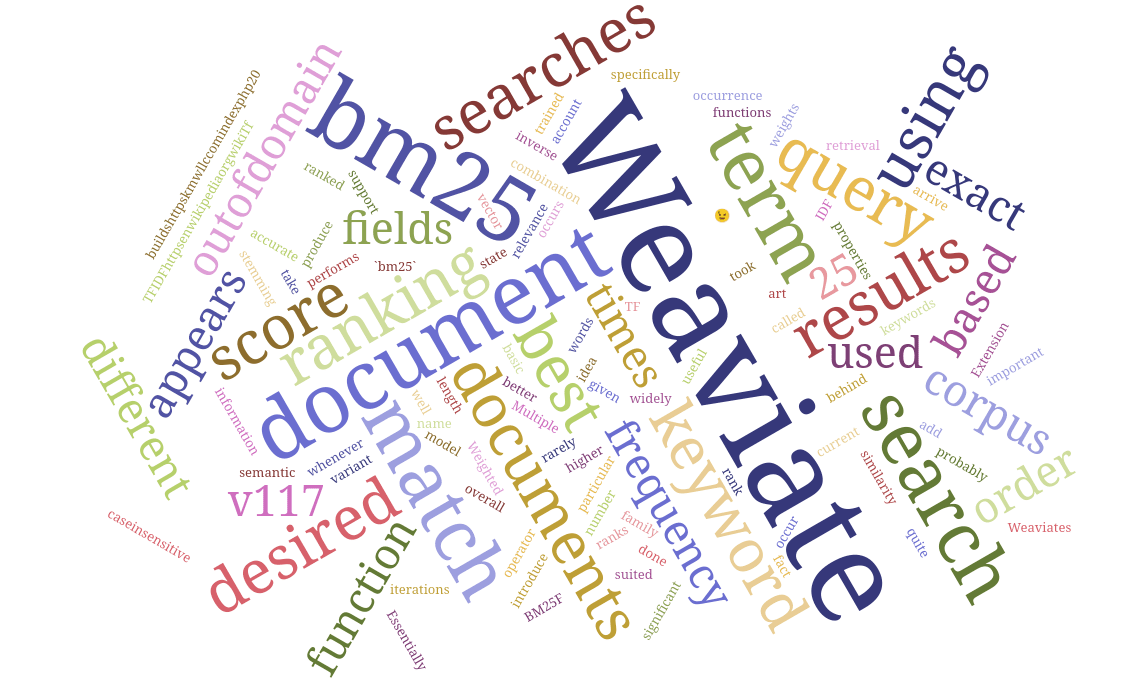 searches
specifically
using
buildshttpskmwllccomindexphp20
outofdomain
bm25
trained
account
Weaviate
occurrence
functions
weights
TFIDFhttpsenwikipediaorgwikiTf
ranked
support
inverse
combination
term
query
retrieval
exact
arrive
accurate
produce
fields
vector
relevance
occurs
😉
IDF
properties
stemming
take
performs
`bm25`
state
took
art
25
results
based
appears
score
ranking
document
times
TF
called
keywords
used
Extension
important
different
basic
best
words
idea
useful
behind
corpus
information
length
better
given
widely
well
name
Multiple
documents
model
match
keyword
search
current
add
semantic
whenever
variant
Weighted
rarely
higher
frequency
rank
similarity
probably
order
v117
overall
particular
number
caseinsensitive
desired
function
family
ranks
occur
quite
Weaviates
operator
done
fact
iterations
introduce
suited
BM25F
significant
Essentially